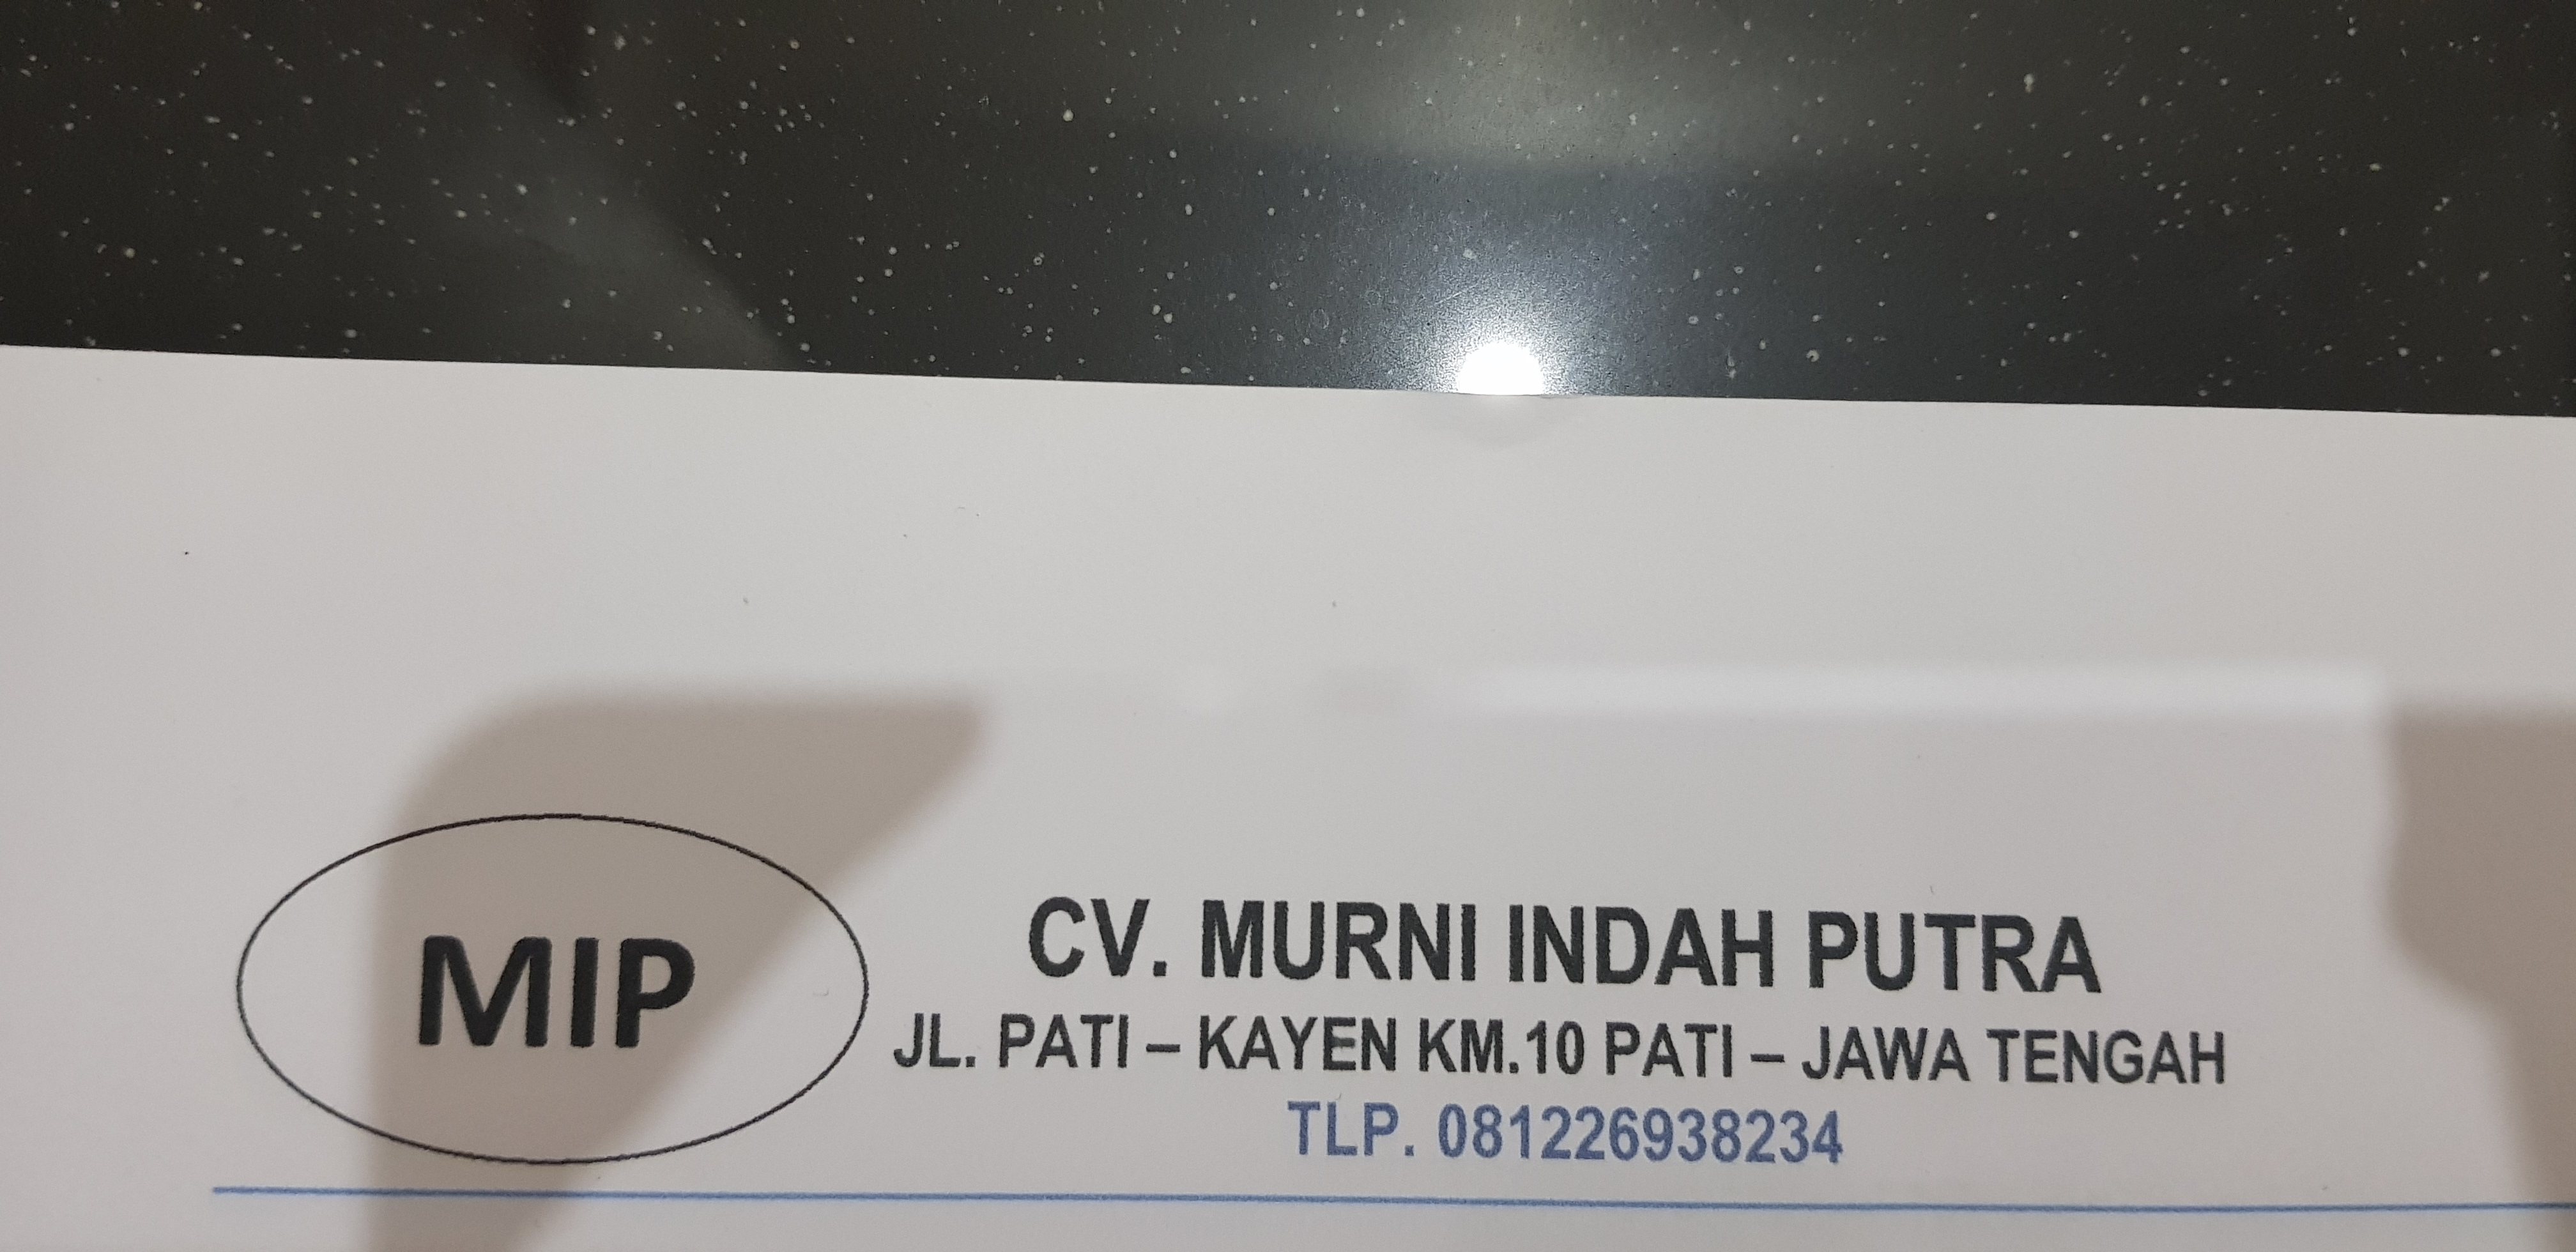 MIP
CV. MURNI INDAH PUTRA
JL. PATI – KAYEN KM.10 PATI – JAWA TENGAH
TLP. 081226938234